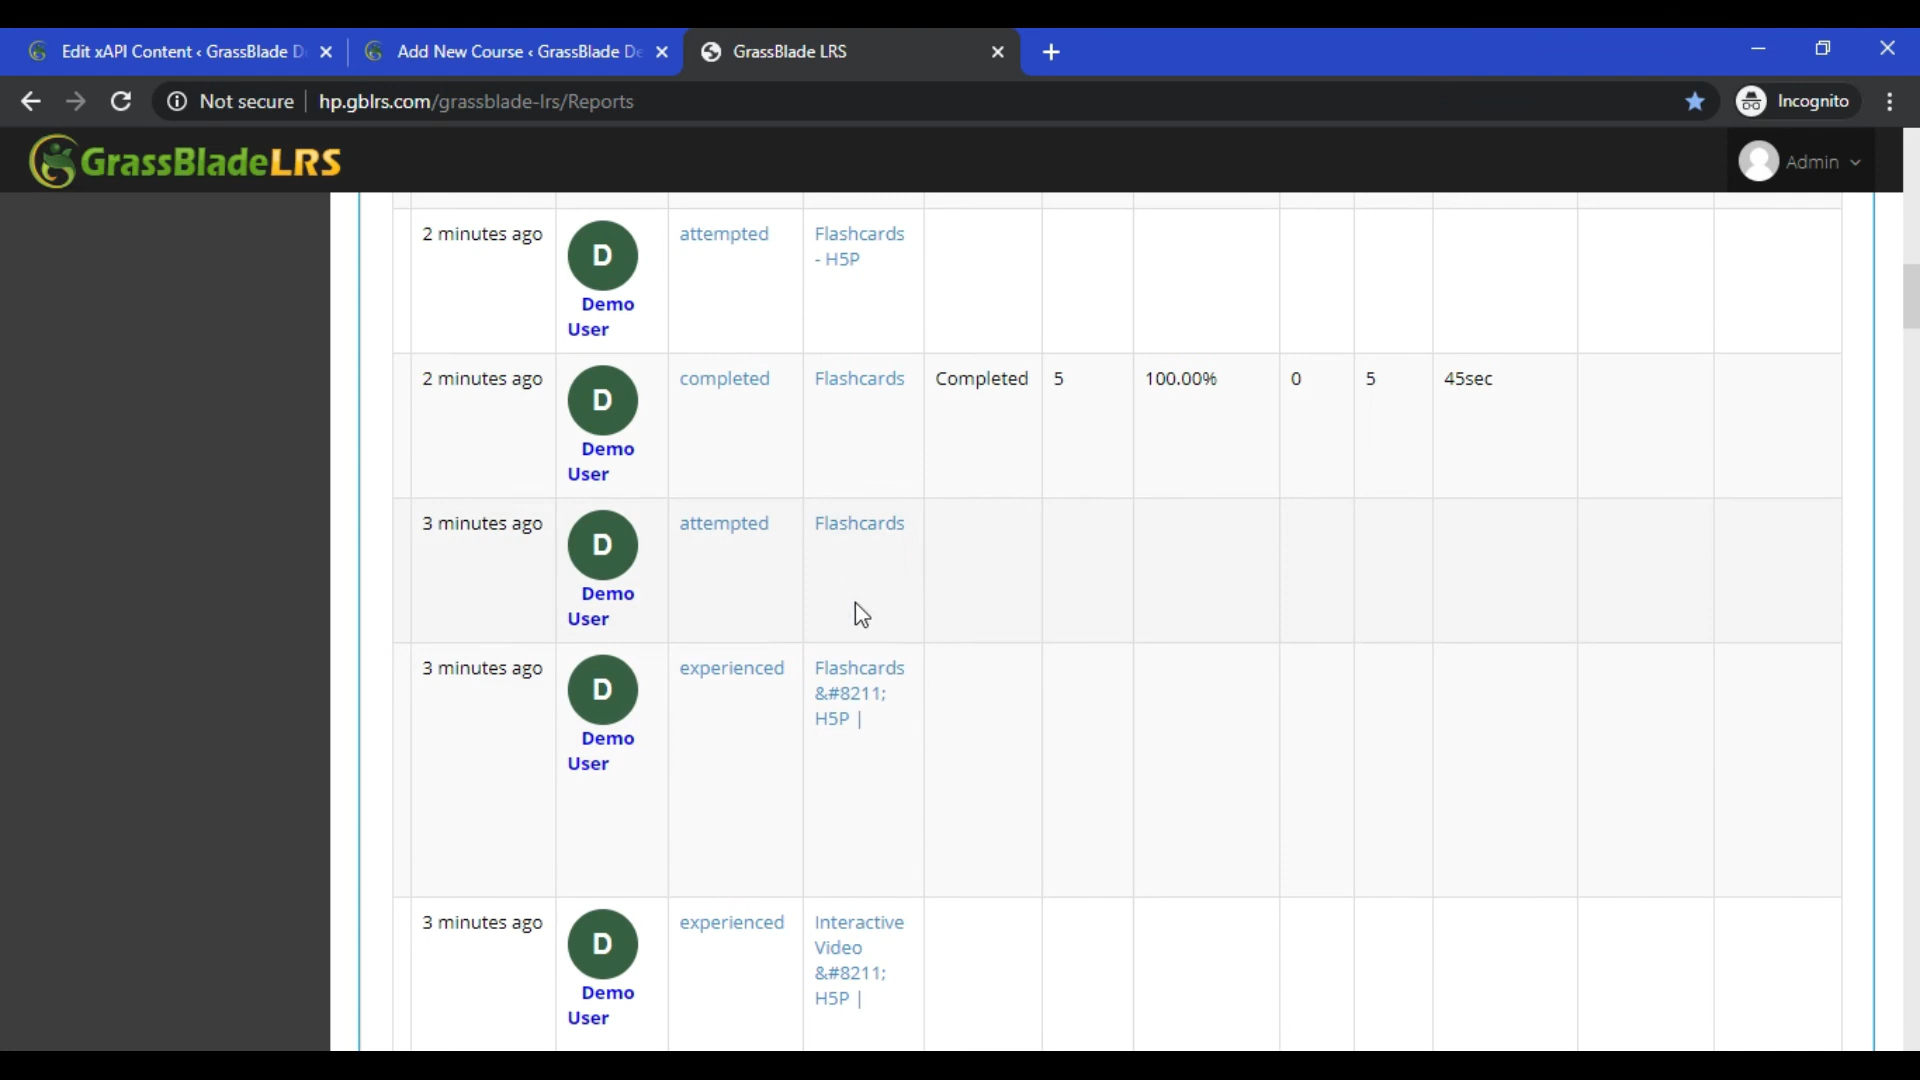 Edit xAPI Content ‹ GrassBlade D
Add New Course ‹ GrassBlade De
GrassBlade LRS
Not secure
hp.gblrs.com/grassblade-lrs/Reports
Incognito
GrassBladeLRS
Admin
2 minutes ago
D
Demo
User
attempted
Flashcards
- H5P
2 minutes ago
D
Demo
User
completed
Flashcards
Completed
5
100.00%
0
5
45sec
3 minutes ago
D
Demo
User
attempted
Flashcards
3 minutes ago
D
Demo
User
experienced
Flashcards
&#8211;
H5P |
3 minutes ago
D
Demo
User
experienced
Interactive
Video
&#8211;
H5P |